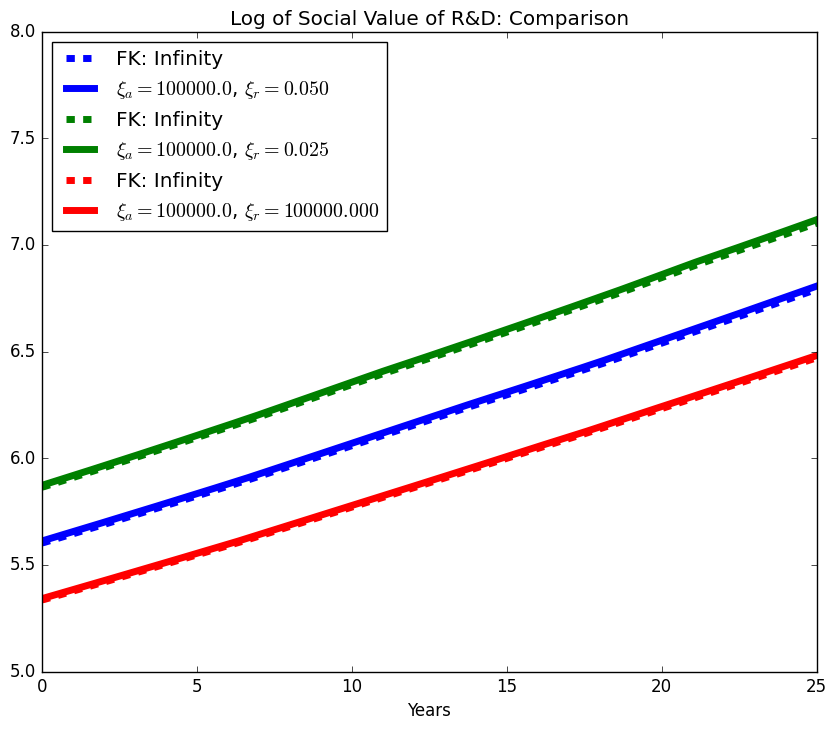 Log of Social Value of R&D: Comparison
8.0
FK: Infinity
ξₐ = 100000.0, ξᵣ = 0.050
FK: Infinity
ξₐ = 100000.0, ξᵣ = 0.025
FK: Infinity
ξₐ = 100000.0, ξᵣ = 100000.000
7.5
7.0
6.5
6.0
5.5
5.0
0 5 10 15 20 25
Years